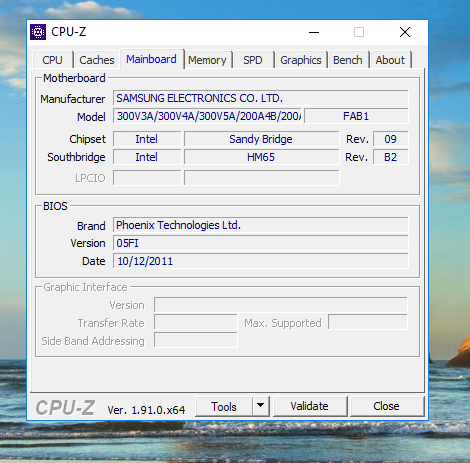 CPU-Z
CPU Caches Mainboard Memory SPD Graphics Bench About
Motherboard
Manufacturer SAMSUNG ELECTRONICS CO. LTD.
Model 300V3A/300V4A/300V5A/200A4B/200A FAB1
Chipset Intel Sandy Bridge Rev. 09
Southbridge Intel HM65 Rev. B2
LPCIO
BIOS
Brand Phoenix Technologies Ltd.
Version 05FI
Date 10/12/2011
Graphic Interface
Version
Transfer Rate Max. Supported
Side Band Addressing
CPU-Z Ver. 1.91.0.x64 Tools Validate Close